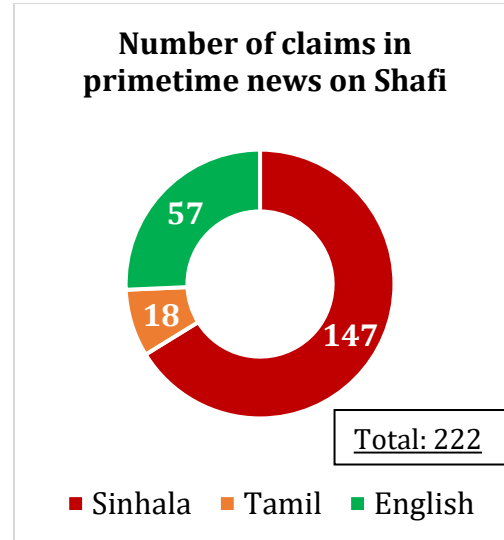 Number of claims in
primetime news on Shafi
57
18
147
Total: 222
Sinhala Tamil English